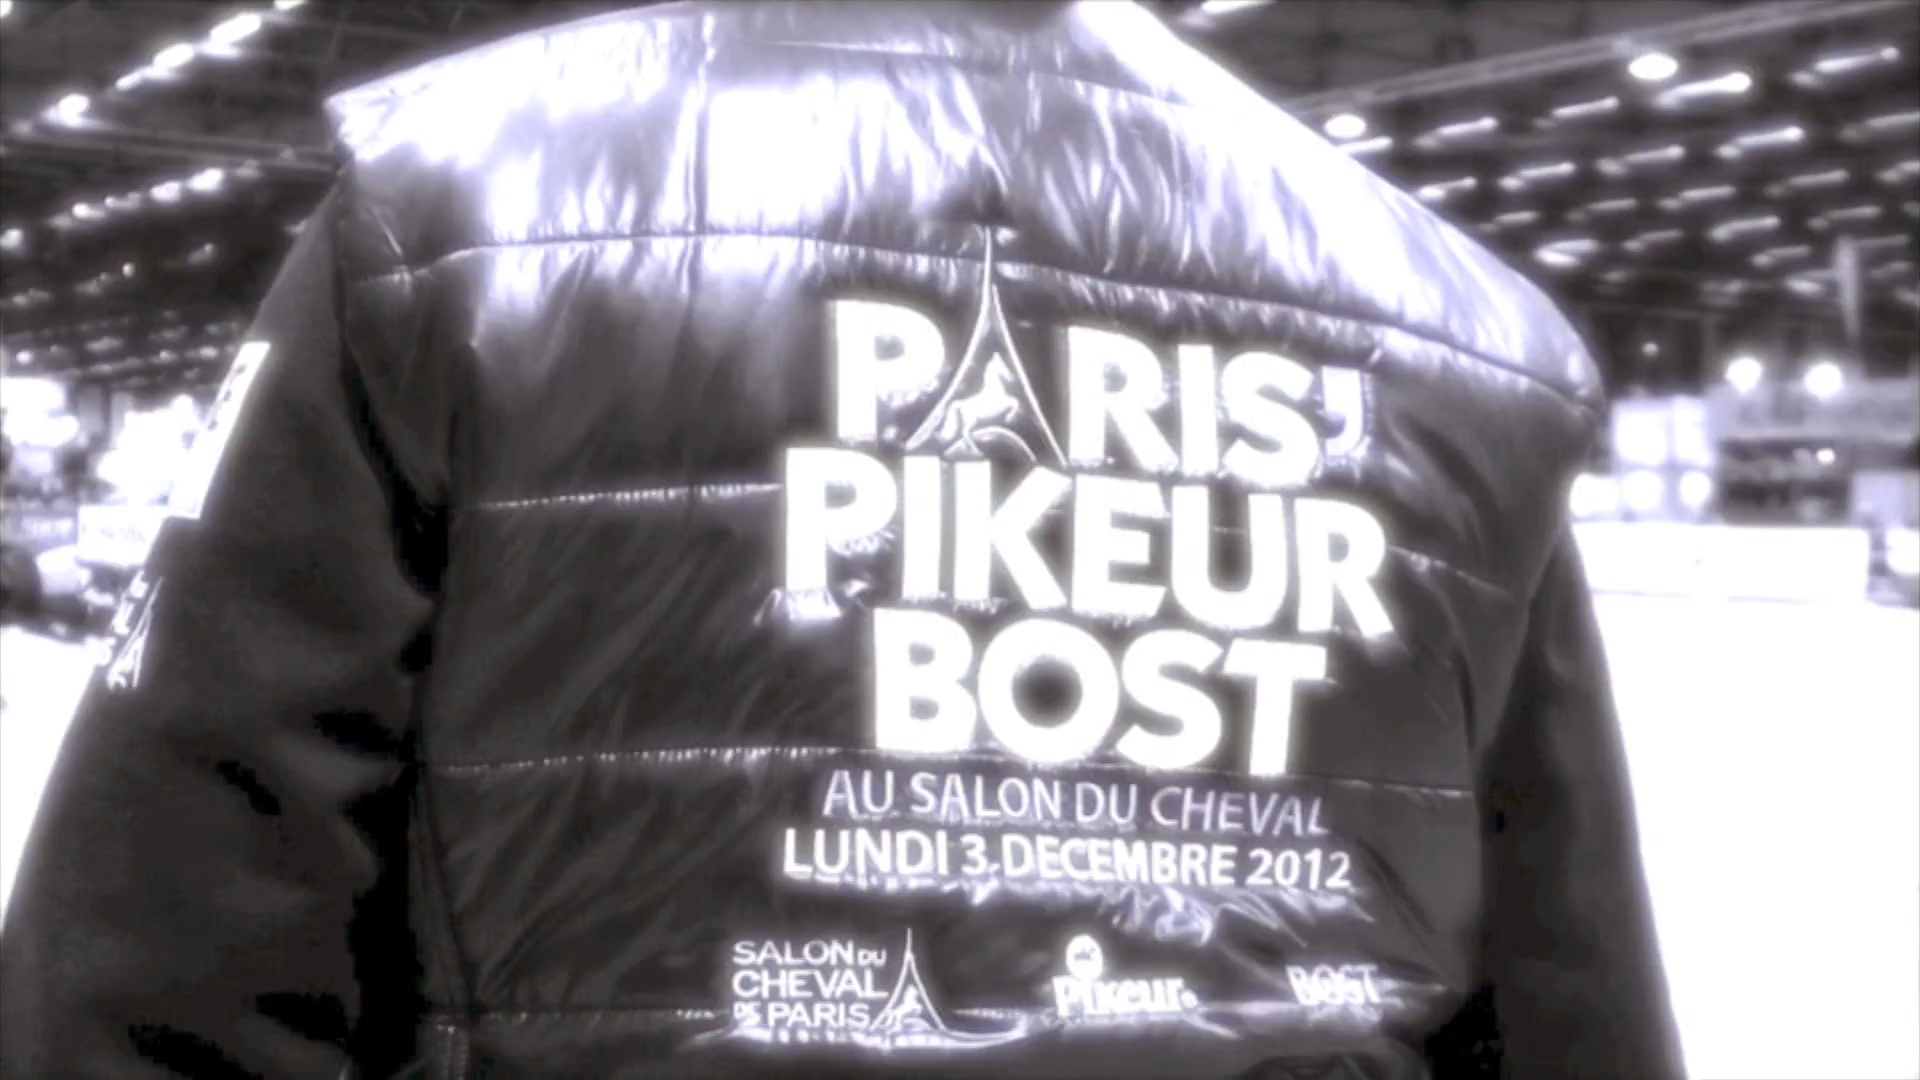 PARIS'
PIKEUR
BOST
AU SALON DU CHEVAL
LUNDI 3 DECEMBRE 2012
SALON DU
CHEVAL
DE PARIS
Pikeur
BOST